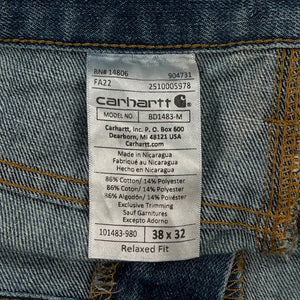 RN# 14806 904731
FA22 2510005978
carhartt
MODEL NO. BD1483-M
Carhartt, Inc. P.O. Box 600
Dearborn, MI 48121 USA
Carhartt.com
Made in Nicaragua
Fabriqué au Nicaragua
Hecho en Nicaragua
86% Cotton/ 14% Polyester
86% Coton/ 14% Polyester
86% Algodón/ 14% Poliéster
Exclusive Trimming
Sauf Garnitures
Excepto Adorno
101483-980 38 x 32
Relaxed Fit